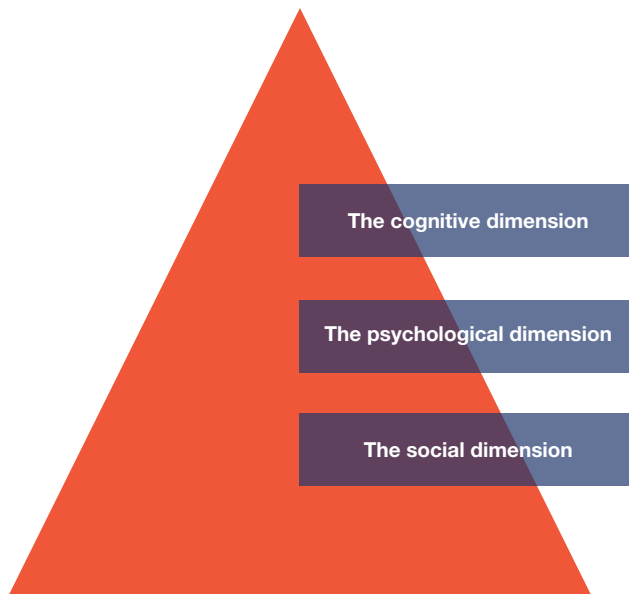 The cognitive dimension
The psychological dimension
The social dimension